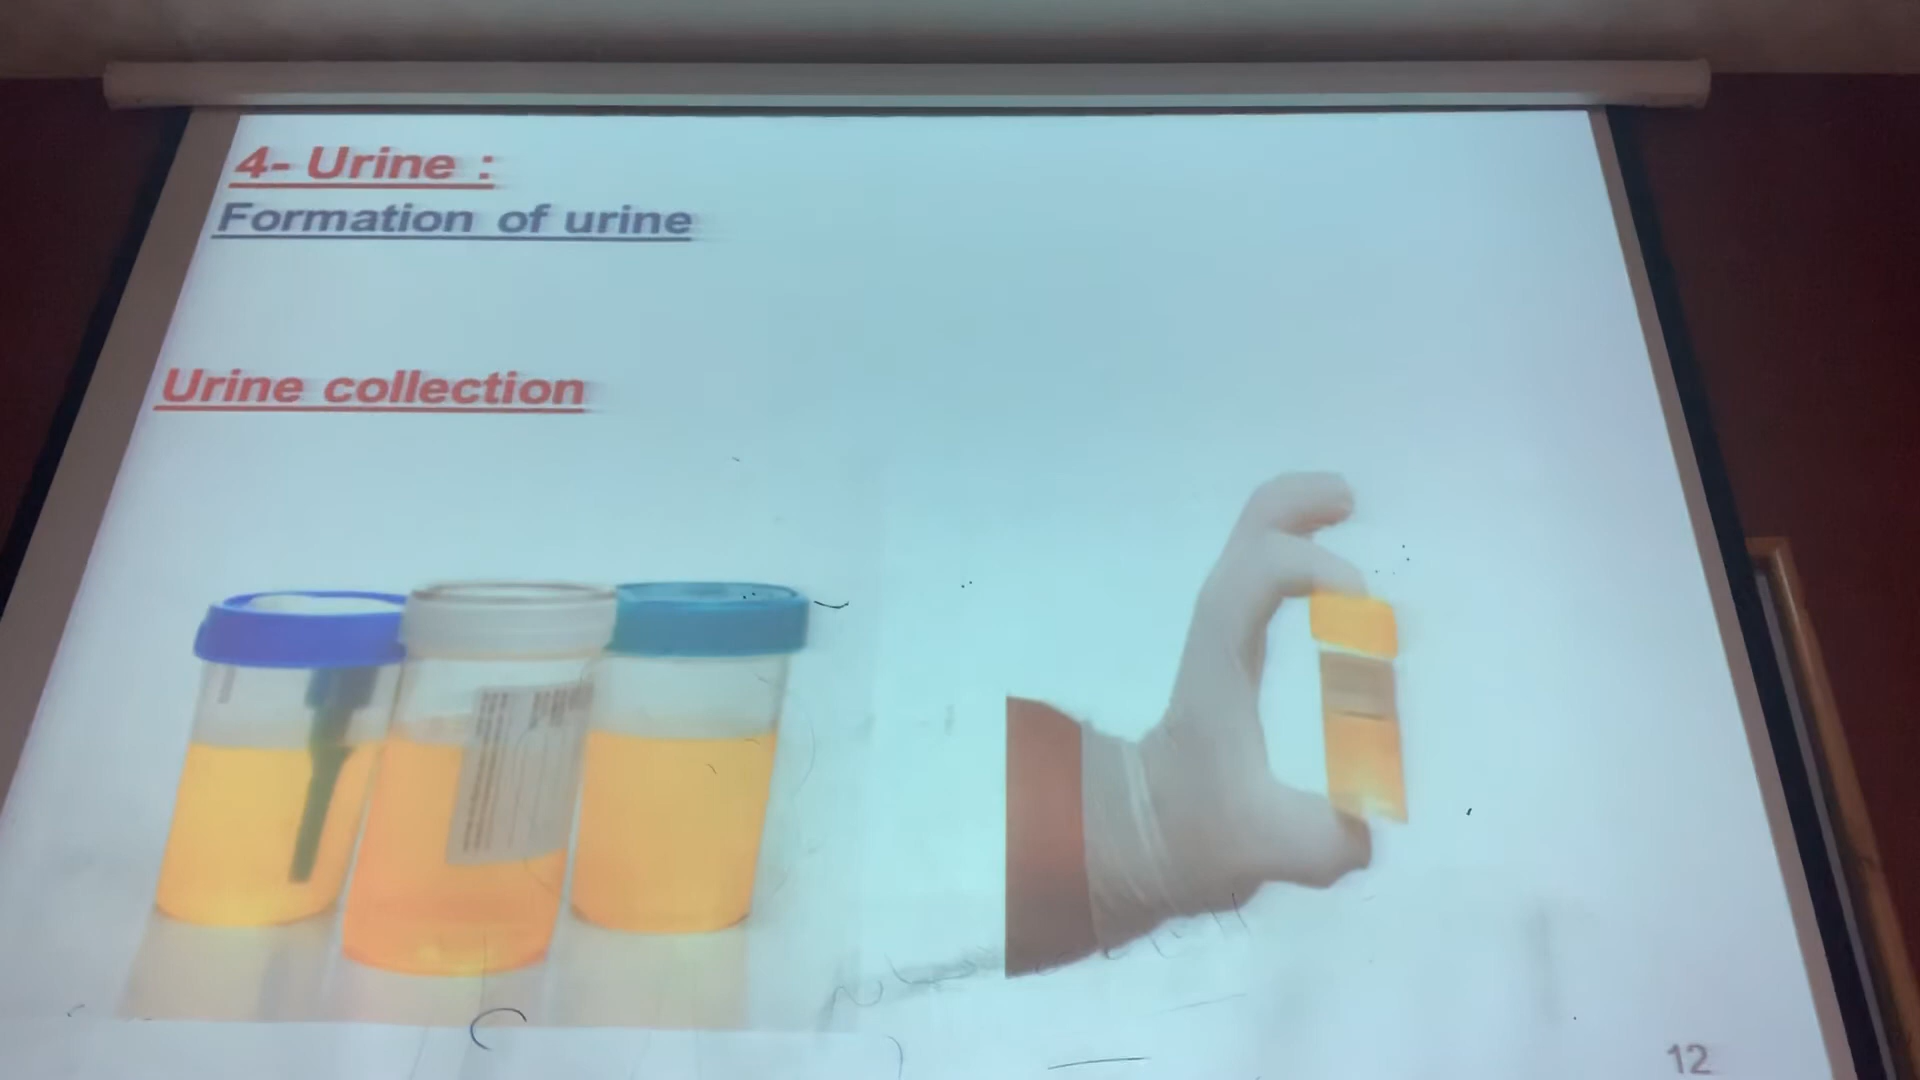 4- Urine :
Formation of urine
Urine collection
12